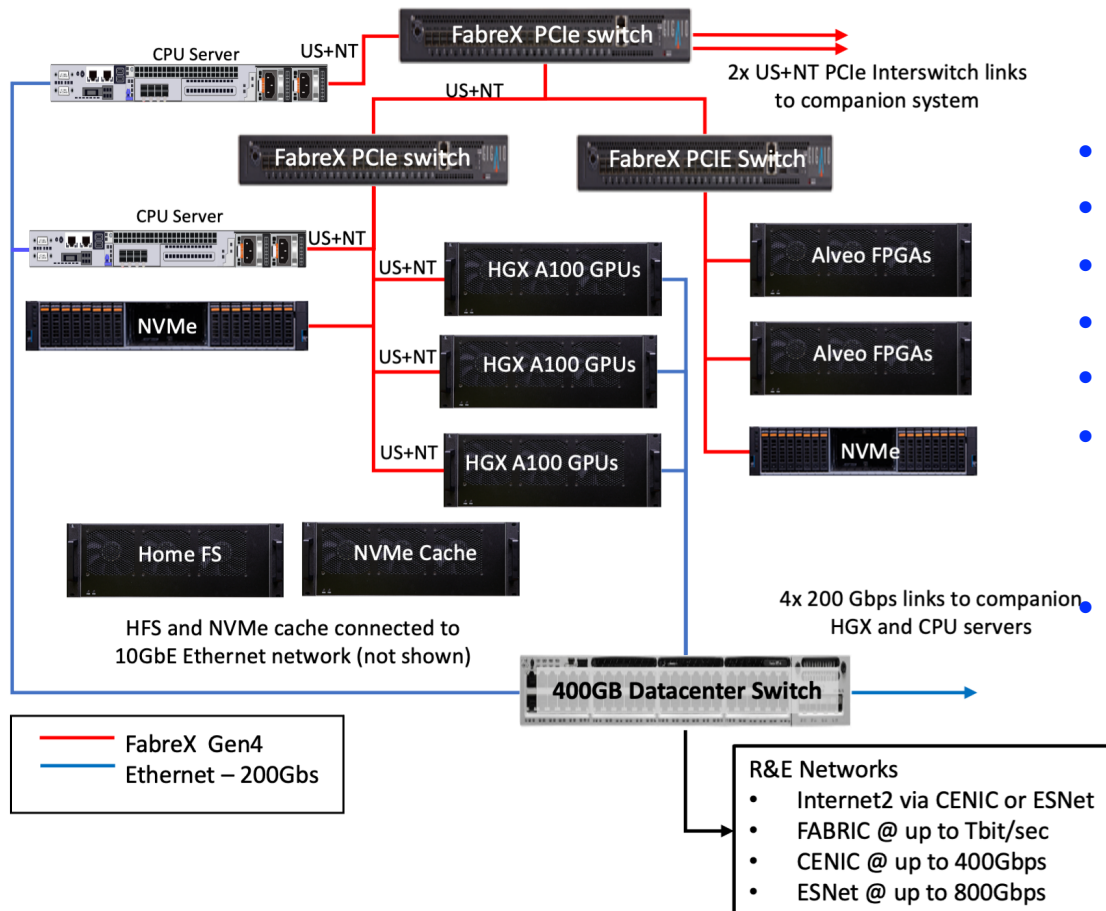 FabreX PCIe switch
CPU Server
US+NT
2x US+NT PCIe Interswitch links
to companion system
US+NT
FabreX PCIe switch
FabreX PCIE Switch
CPU Server
US+NT
US+NT
HGX A100 GPUs
Alveo FPGAs
NVMe
US+NT
HGX A100 GPUs
Alveo FPGAs
US+NT
HGX A100 GPUs
NVMe
Home FS
NVMe Cache
HFS and NVMe cache connected to
10GbE Ethernet network (not shown)
4x 200 Gbps links to companion
HGX and CPU servers
400GB Datacenter Switch
FabreX Gen4
Ethernet – 200Gbs
R&E Networks
• Internet2 via CENIC or ESNet
• FABRIC @ up to Tbit/sec
• CENIC @ up to 400Gbps
• ESNet @ up to 800Gbps